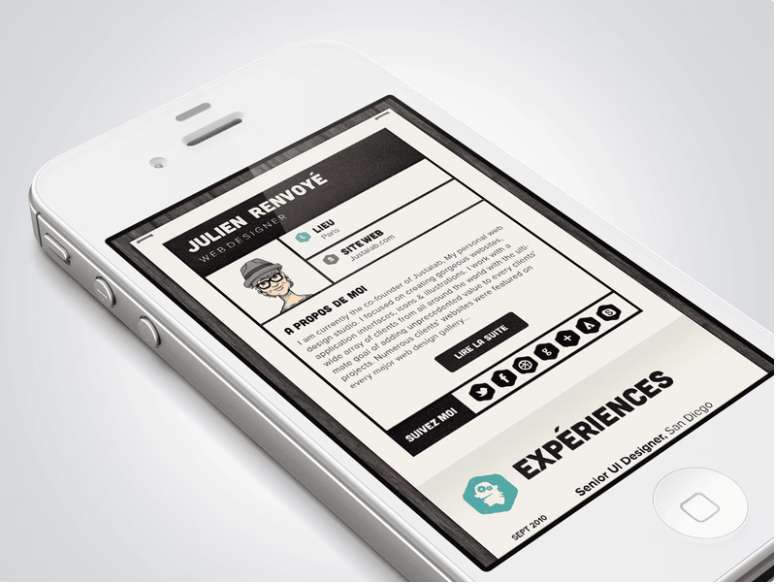 JULIEN RENVOYÉ
WEBDESIGNER
LIEU
Paris
SITEWEB
Justalab.com
A PROPOS DE MOI
I am currently the co-founder of Justalab, My personal web
design studio. I focused on creating gorgeous websites,
application interfaces, icons & illustrations. I work with a
wide array of clients from all around the world with the ulti-
mate goal of adding unprecedented value to every clients'
projects. Numerous clients' websites were featured on
every major web design gallery...
LIRE LA SUITE
SUIVEZ MOI
EXPÉRIENCES
Senior UI Designer, San Diego
SEPT 2010